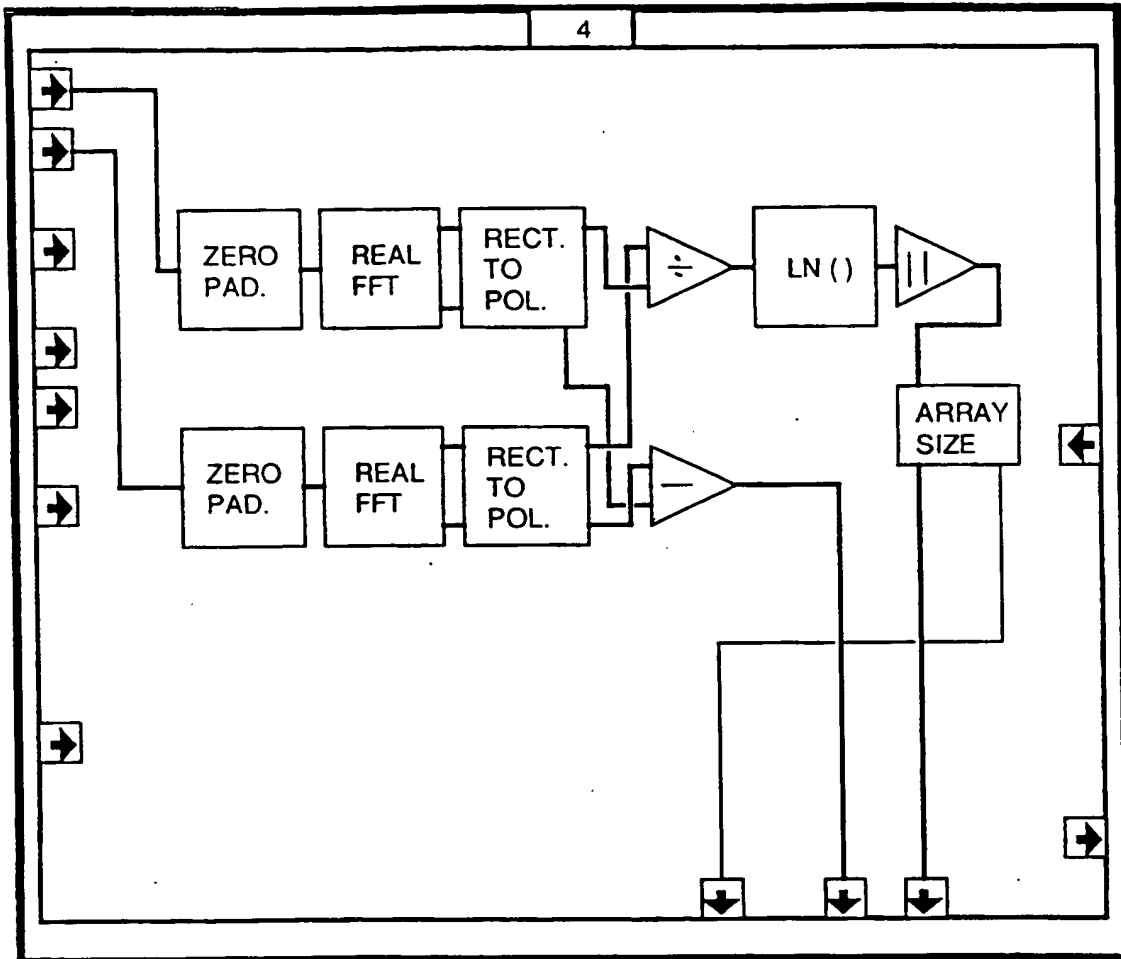 4
ZERO
PAD.
REAL
FFT
RECT.
TO
POL.
÷
LN ( )
| |
ARRAY
SIZE
ZERO
PAD.
REAL
FFT
RECT.
TO
POL.
−